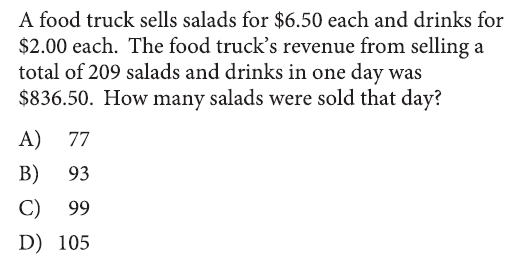 A food truck sells salads for $6.50 each and drinks for
$2.00 each. The food truck’s revenue from selling a
total of 209 salads and drinks in one day was
$836.50. How many salads were sold that day?
A) 77
B) 93
C) 99
D) 105